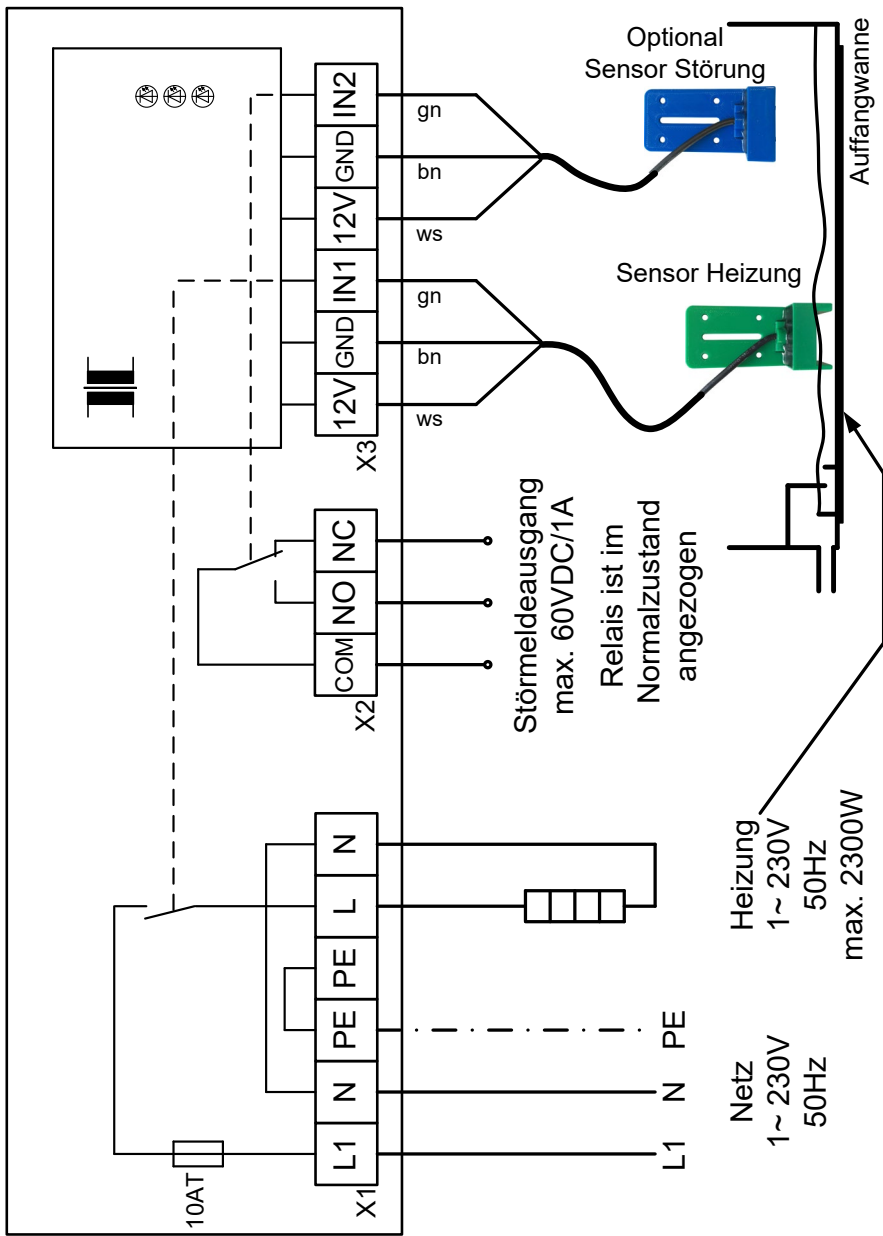 10AT
X1
L1
N
PE
PE
L
N
X2
COM
NO
NC
X3
12V
GND
IN1
12V
GND
IN2
ws
bn
gn
ws
bn
gn
L1
N
PE
Netz
1~ 230V
50Hz
Heizung
1~ 230V
50Hz
max. 2300W
Störmeldeausgang
max. 60VDC/1A
Relais ist im
Normalzustand
angezogen
Sensor Heizung
Optional
Sensor Störung
Auffangwanne